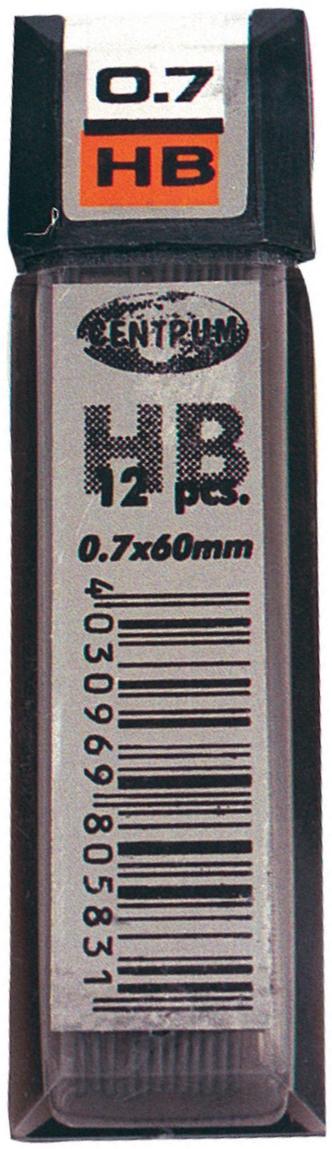 0.7
HB
CENTRUM
HB
12 pcs.
0.7x60mm
4030969805831